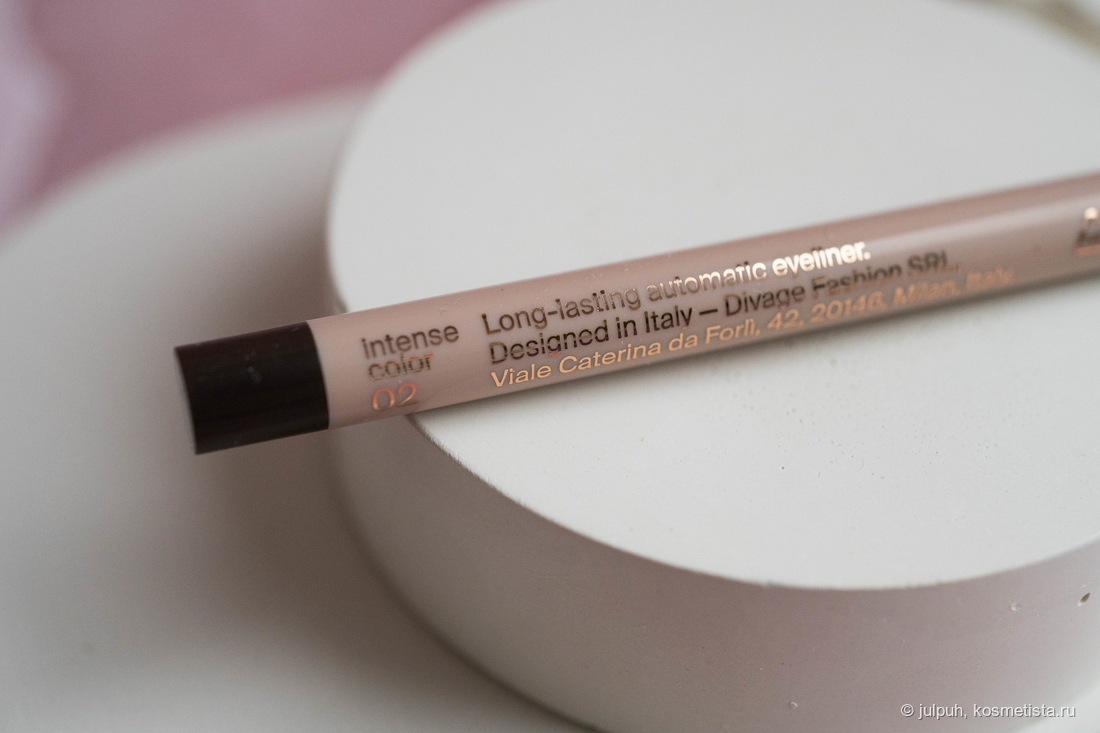 intense
color
02
Long-lasting automatic eyeliner.
Designed in Italy — Divage Fashion SRL,
Viale Caterina da Forlì, 42, 20146, Milan, Italy
© julpuh, kosmetista.ru